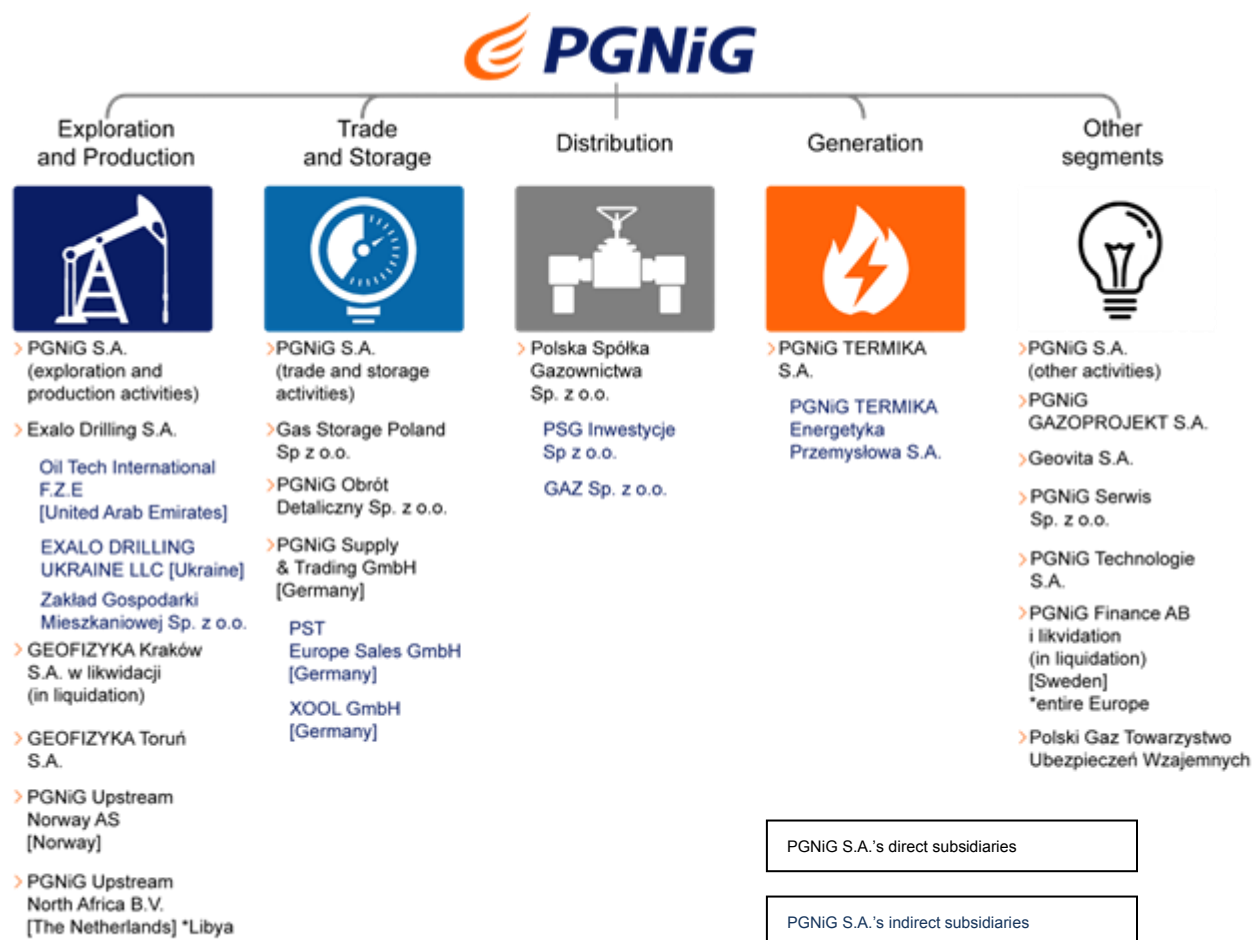 PGNiG
Exploration
and Production
Trade
and Storage
Distribution
Generation
Other
segments
> PGNiG S.A.
(exploration and
production activities)
> Exalo Drilling S.A.
Oil Tech International
F.Z.E
[United Arab Emirates]
EXALO DRILLING
UKRAINE LLC [Ukraine]
Zakład Gospodarki
Mieszkaniowej Sp. z o.o.
> GEOFIZYKA Kraków
S.A. w likwidacji
(in liquidation)
> GEOFIZYKA Toruń
S.A.
> PGNiG Upstream
Norway AS
[Norway]
> PGNiG Upstream
North Africa B.V.
[The Netherlands] *Libya
>PGNiG S.A.
(trade and storage
activities)
>Gas Storage Poland
Sp z o.o.
>PGNiG Obrót
Detaliczny Sp. z o.o.
>PGNiG Supply
& Trading GmbH
[Germany]
PST
Europe Sales GmbH
[Germany]
XOOL GmbH
[Germany]
> Polska Spółka
Gazownictwa
Sp. z o.o.
PSG Inwestycje
Sp z o.o.
GAZ Sp. z o.o.
>PGNiG TERMIKA
S.A.
PGNiG TERMIKA
Energetyka
Przemysłowa S.A.
>PGNiG S.A.
(other activities)
>PGNiG
GAZOPROJEKT S.A.
>Geovita S.A.
>PGNiG Serwis
Sp. z o.o.
>PGNiG Technologie
S.A.
>PGNiG Finance AB
i likvidation
(in liquidation)
[Sweden]
*entire Europe
>Polski Gaz Towarzystwo
Ubezpieczeń Wzajemnych
PGNiG S.A.'s direct subsidiaries
PGNiG S.A.'s indirect subsidiaries